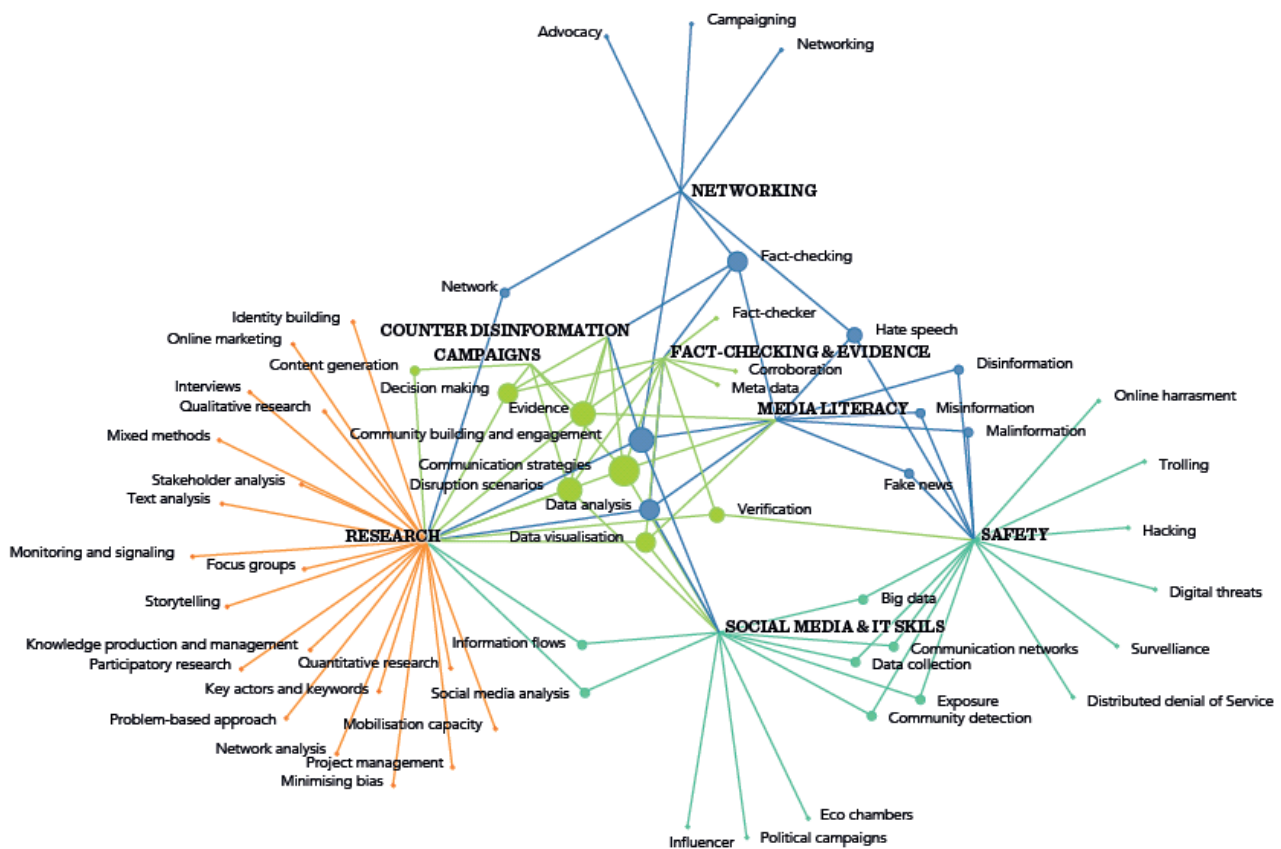 Campaigning
Advocacy
Networking
NETWORKING
Fact-checking
Network
Fact-checker
Identity building
COUNTER DISINFORMATION
Hate speech
Online marketing
CAMPAIGNS
FACT-CHECKING & EVIDENCE
Content generation
Corroboration
Disinformation
Interviews
Decision making
Meta data
Online harrasment
Qualitative research
Evidence
MEDIA LITERACY
Misinformation
Mixed methods
Community building and engagement
Malinformation
Communication strategies
Trolling
Stakeholder analysis
Disruption scenarios
Fake news
Text analysis
Data analysis
Verification
RESEARCH
Data visualisation
SAFETY
Hacking
Monitoring and signaling
Focus groups
Digital threats
Storytelling
Big data
SOCIAL MEDIA & IT SKILS
Knowledge production and management
Information flows
Communication networks
Survelliance
Participatory research
Quantitative research
Data collection
Key actors and keywords
Social media analysis
Exposure
Distributed denial of Service
Problem-based approach
Mobilisation capacity
Community detection
Network analysis
Project management
Minimising bias
Eco chambers
Influencer
Political campaigns